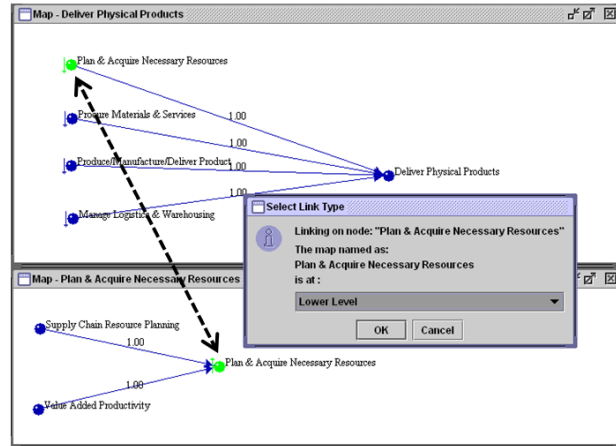 Map - Deliver Physical Products
Plan & Acquire Necessary Resources
1.00
Procure Materials & Services
1.00
Produce/Manufacture/Deliver Product
1.00
Deliver Physical Products
1.00
Manage Logistics & Warehousing
Select Link Type
Linking on node: "Plan & Acquire Necessary Resources"
The map named as:
Plan & Acquire Necessary Resources
is at :
Lower Level
OK Cancel
Map - Plan & Acquire Necessary Resources
Supply Chain Resource Planning
1.00
Plan & Acquire Necessary Resources
1.00
Value Added Productivity